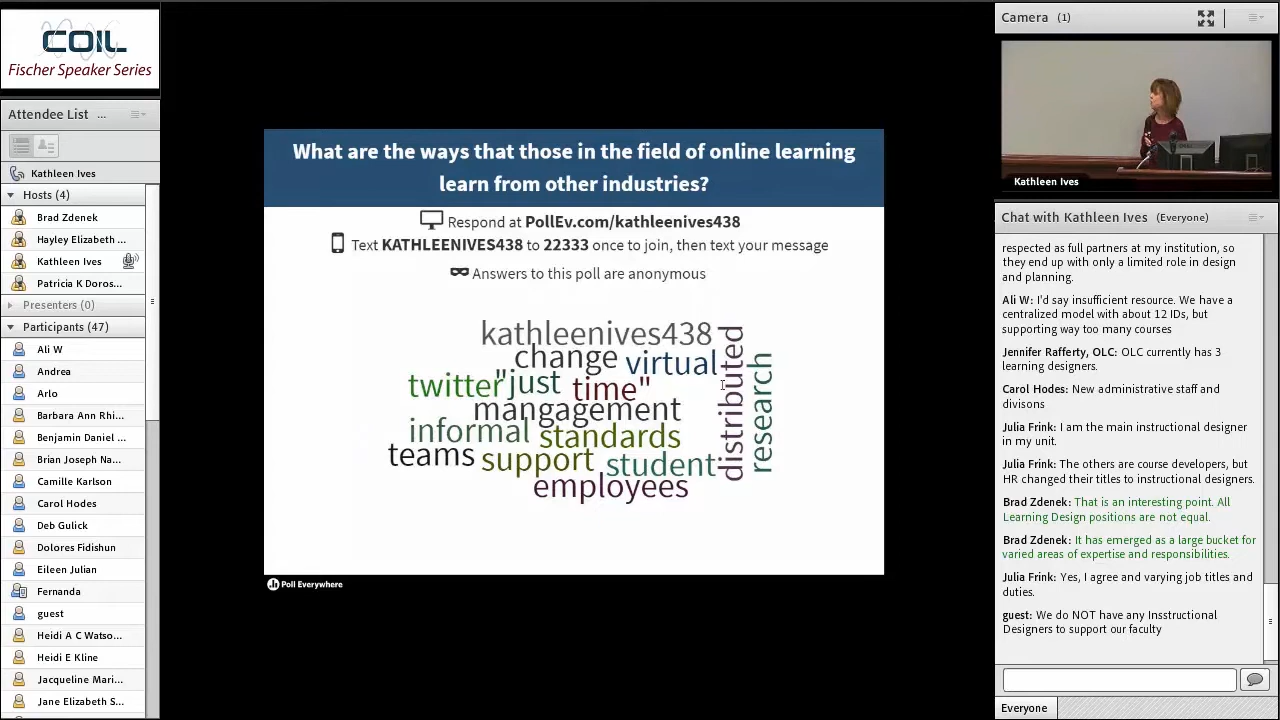 COIL
Fischer Speaker Series
Attendee List ...
Kathleen Ives
Hosts (4)
Brad Zdenek
Hayley Elizabeth ...
Kathleen Ives
Patricia K Doros...
Presenters (0)
Participants (47)
Ali W
Andrea
Arlo
Barbara Ann Rhi...
Benjamin Daniel ...
Brian Joseph Na...
Camille Karlson
Carol Hodes
Deb Gulick
Dolores Fidishun
Eileen Julian
Fernanda
guest
Heidi A C Watso...
Heidi E Kline
Jacqueline Mari...
Jane Elizabeth S...
What are the ways that those in the field of online learning
learn from other industries?
Respond at PollEv.com/kathleenives438
Text KATHLEENIVES438 to 22333 once to join, then text your message
Answers to this poll are anonymous
kathleenives438
change virtual
twitter "just time"
mangagement
informal standards
teams support student
employees
distributed
research
Poll Everywhere
Camera (1)
Kathleen Ives
Chat with Kathleen Ives (Everyone)
respected as full partners at my institution, so
they end up with only a limited role in design
and planning.
Ali W: I'd say insufficient resource. We have a
centralized model with about 12 IDs, but
supporting way too many courses
Jennifer Rafferty, OLC: OLC currently has 3
learning designers.
Carol Hodes: New administrative staff and
divisons
Julia Frink: I am the main instructional designer
in my unit.
Julia Frink: The others are course developers, but
HR changed their titles to instructional designers.
Brad Zdenek: That is an interesting point. All
Learning Design positions are not equal.
Brad Zdenek: It has emerged as a large bucket for
varied areas of expertise and responsibilities.
Julia Frink: Yes, I agree and varying job titles and
duties.
guest: We do NOT have any Insstructional
Designers to support our faculty
Everyone